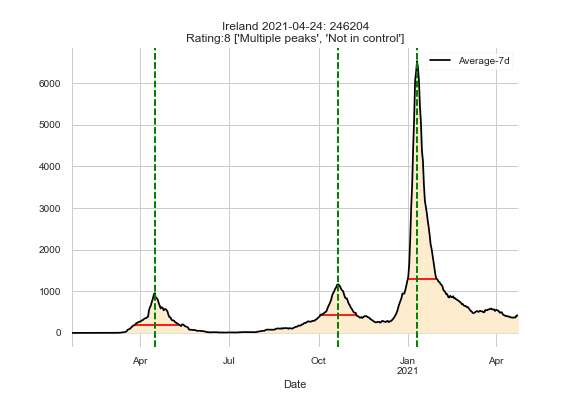 Ireland 2021-04-24: 246204
Rating:8 ['Multiple peaks', 'Not in control']
Average-7d
6000
5000
4000
3000
2000
1000
0
Apr
Jul
Oct
Jan
2021
Apr
Date